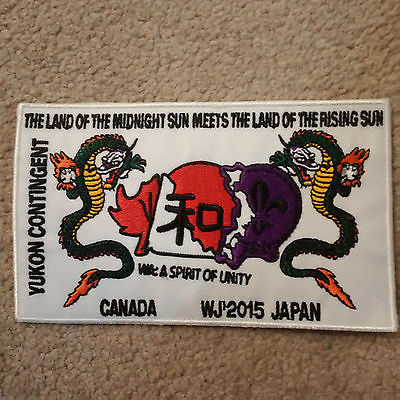 THE LAND OF THE MIDNIGHT SUN MEETS THE LAND OF THE RISING SUN
YUKON CONTINGENT
和
WA: A SPIRIT OF UNITY
CANADA WJ'2015 JAPAN